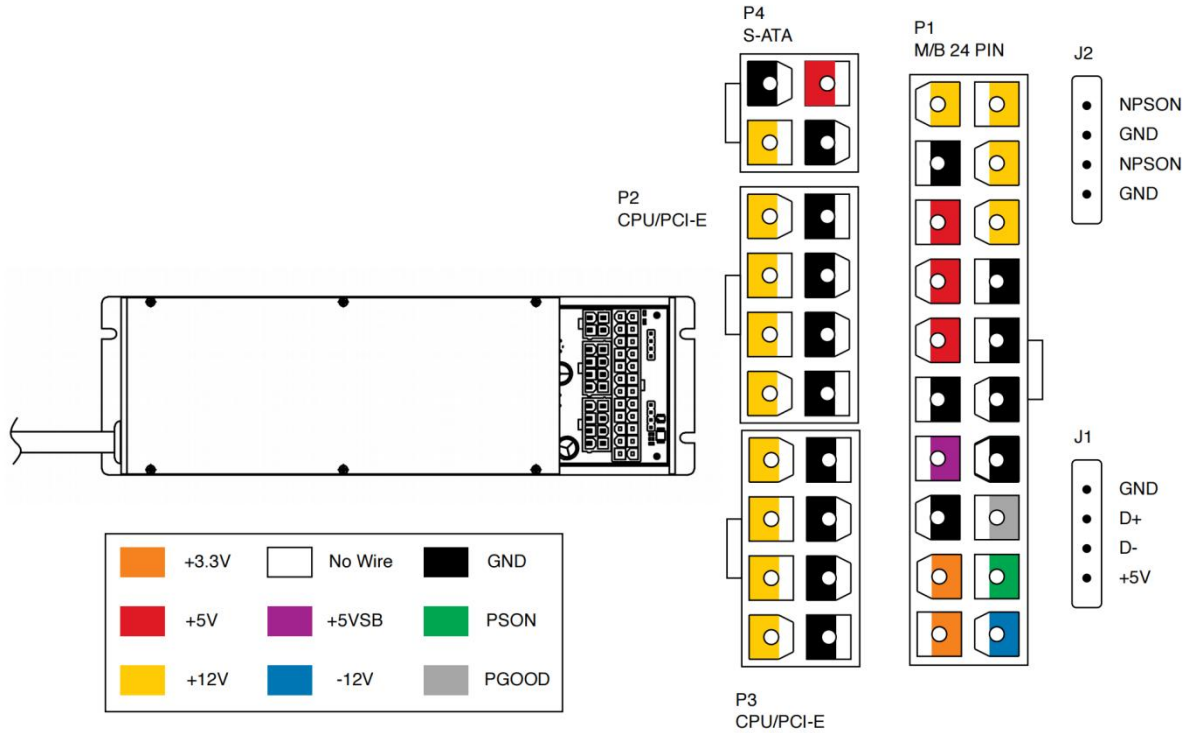 P4
S-ATA
P1
M/B 24 PIN
J2
NPSON
GND
NPSON
GND
P2
CPU/PCI-E
J1
GND
D+
D-
+5V
+3.3V
No Wire
GND
+5V
+5VSB
PSON
+12V
-12V
PGOOD
P3
CPU/PCI-E